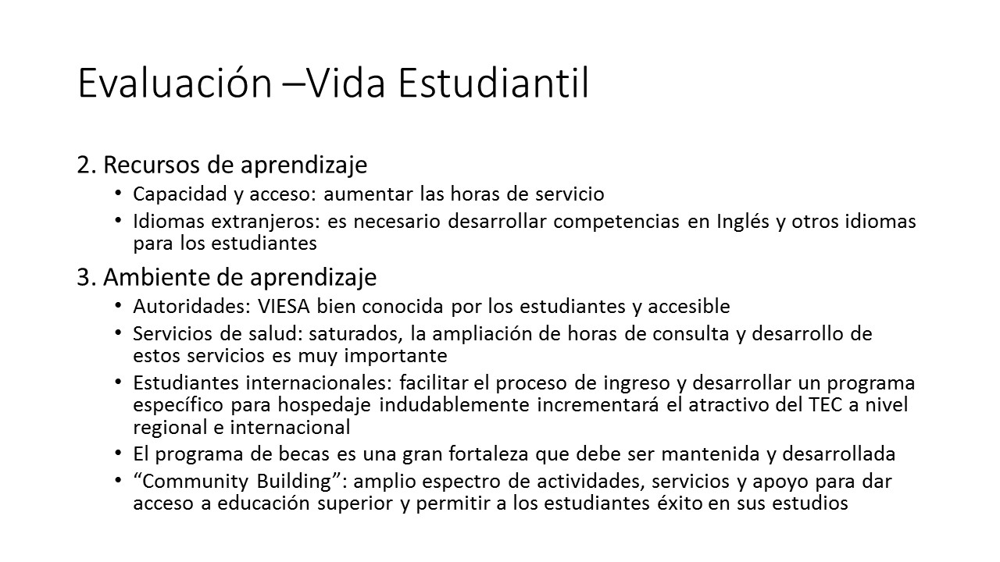 Evaluación –Vida Estudiantil
2. Recursos de aprendizaje
• Capacidad y acceso: aumentar las horas de servicio
• Idiomas extranjeros: es necesario desarrollar competencias en Inglés y otros idiomas
para los estudiantes
3. Ambiente de aprendizaje
• Autoridades: VIESA bien conocida por los estudiantes y accesible
• Servicios de salud: saturados, la ampliación de horas de consulta y desarrollo de
estos servicios es muy importante
• Estudiantes internacionales: facilitar el proceso de ingreso y desarrollar un programa
específico para hospedaje indudablemente incrementará el atractivo del TEC a nivel
regional e internacional
• El programa de becas es una gran fortaleza que debe ser mantenida y desarrollada
• “Community Building”: amplio espectro de actividades, servicios y apoyo para dar
acceso a educación superior y permitir a los estudiantes éxito en sus estudios